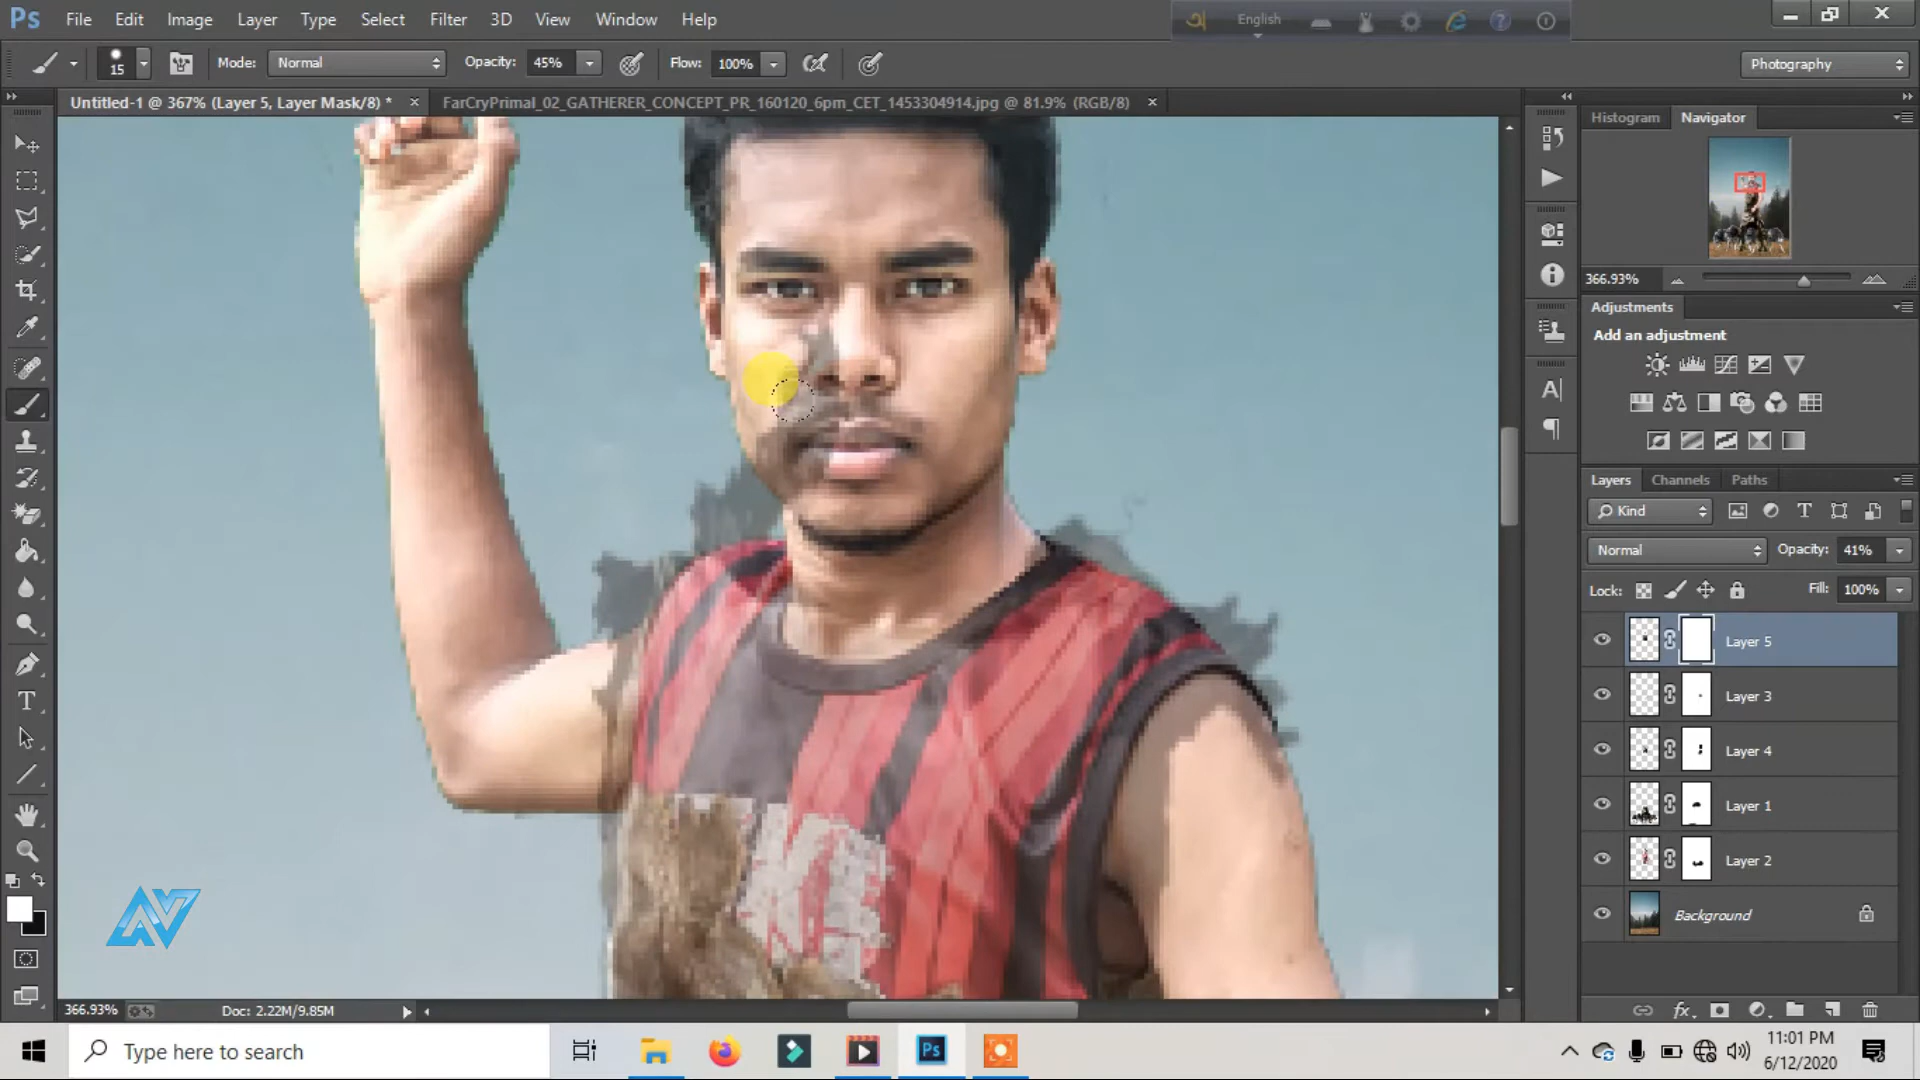 Ps File Edit Image Layer Type Select Filter 3D View Window Help
English
15 Mode: Normal Opacity: 45% Flow: 100% Photography
Untitled-1 @ 367% (Layer 5, Layer Mask/8) * × FarCryPrimal_02_GATHERER_CONCEPT_PR_160120_6pm_CET_1453304914.jpg @ 81.9% (RGB/8) ×
Histogram Navigator
366.93%
Adjustments
Add an adjustment
Layers Channels Paths
Kind
Normal Opacity: 41%
Lock: Fill: 100%
Layer 5
Layer 3
Layer 4
Layer 1
Layer 2
Background
366.93% Doc: 2.22M/9.85M
Type here to search
Ps
11:01 PM
6/12/2020